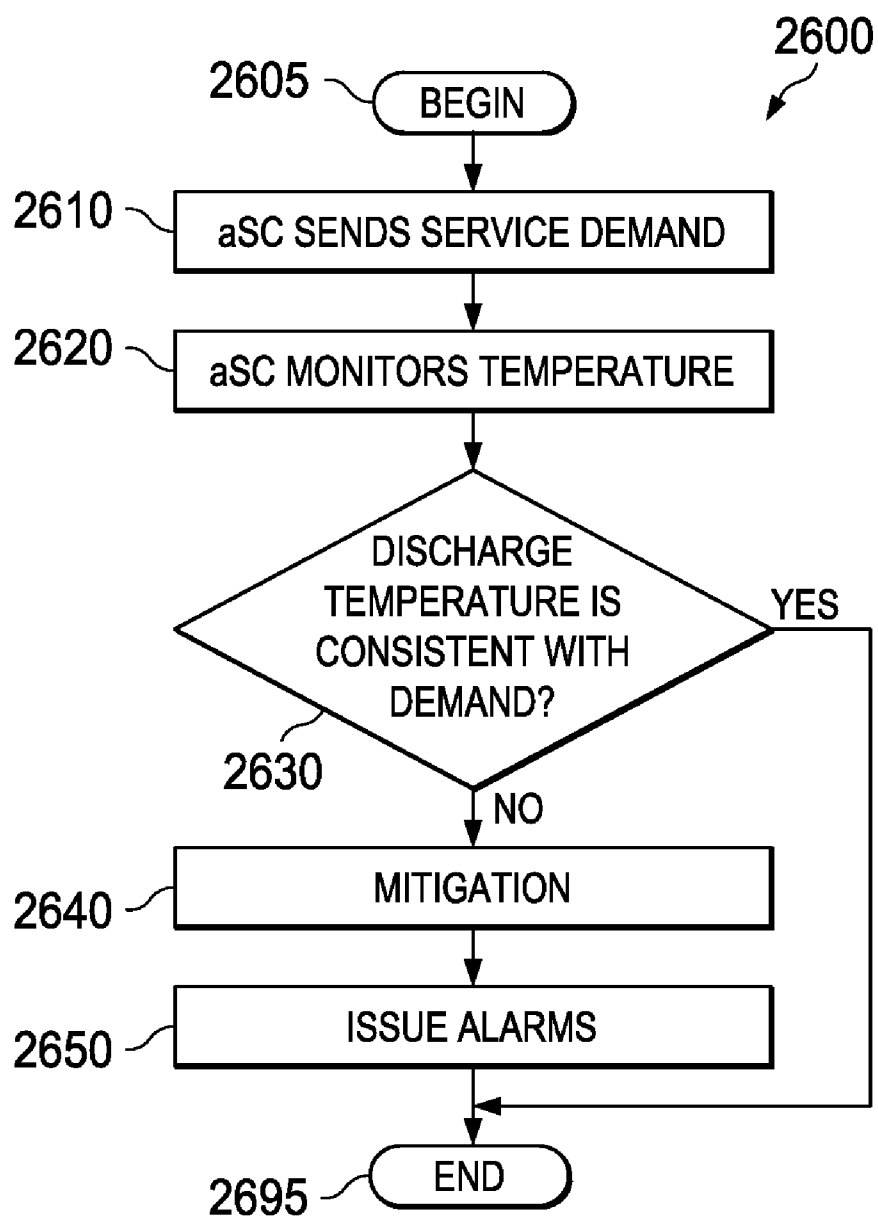 2600
2605
BEGIN
2610
aSC SENDS SERVICE DEMAND
2620
aSC MONITORS TEMPERATURE
DISCHARGE
TEMPERATURE IS
CONSISTENT WITH
DEMAND?
YES
2630
NO
2640
MITIGATION
2650
ISSUE ALARMS
2695
END